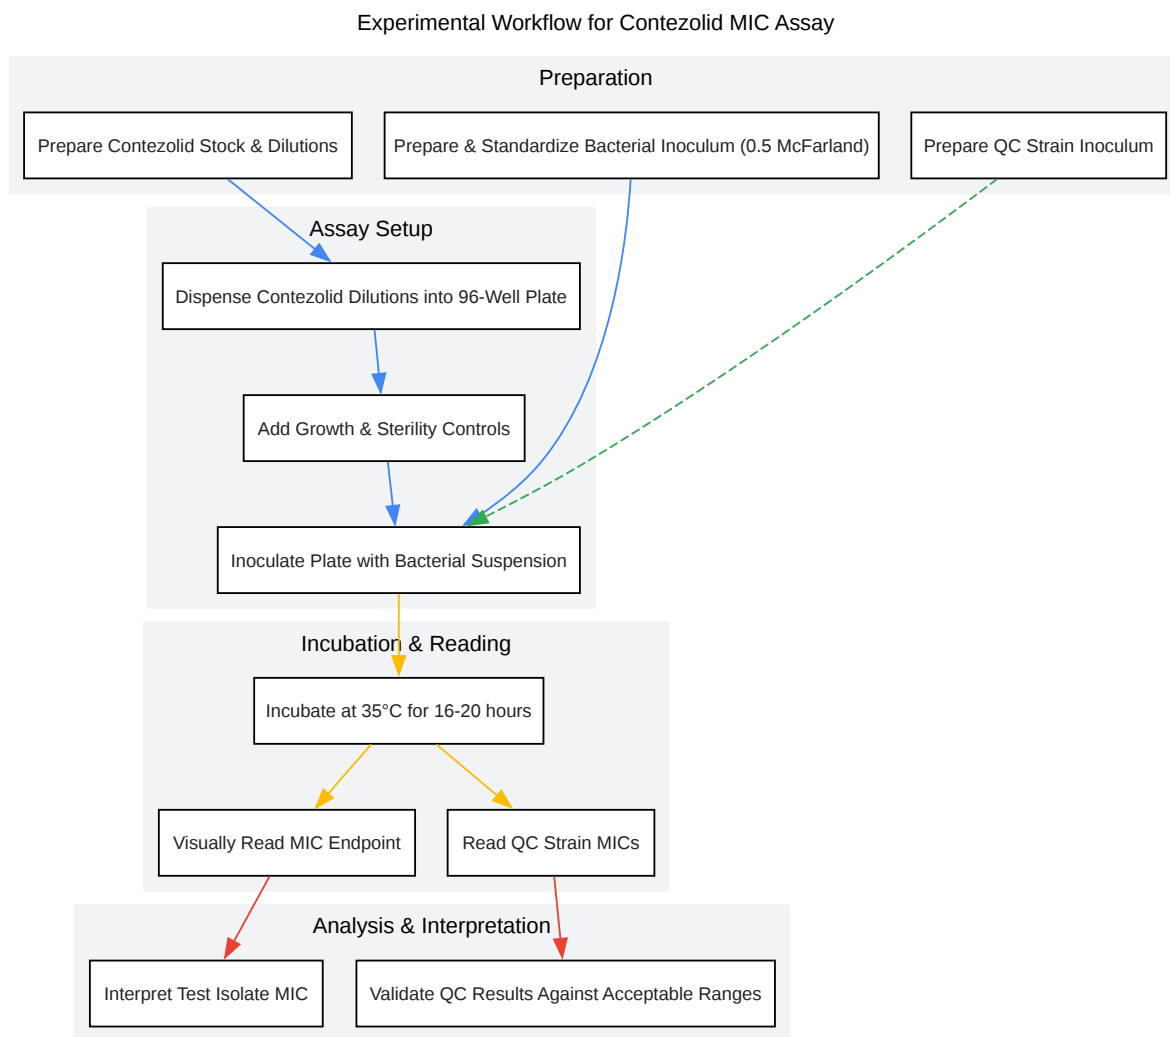 Experimental Workflow for Contezolid MIC Assay
Preparation
Prepare Contezolid Stock & Dilutions
Prepare & Standardize Bacterial Inoculum (0.5 McFarland)
Prepare QC Strain Inoculum
Assay Setup
Dispense Contezolid Dilutions into 96-Well Plate
Add Growth & Sterility Controls
Inoculate Plate with Bacterial Suspension
Incubation & Reading
Incubate at 35°C for 16-20 hours
Visually Read MIC Endpoint
Read QC Strain MICs
Analysis & Interpretation
Interpret Test Isolate MIC
Validate QC Results Against Acceptable Ranges